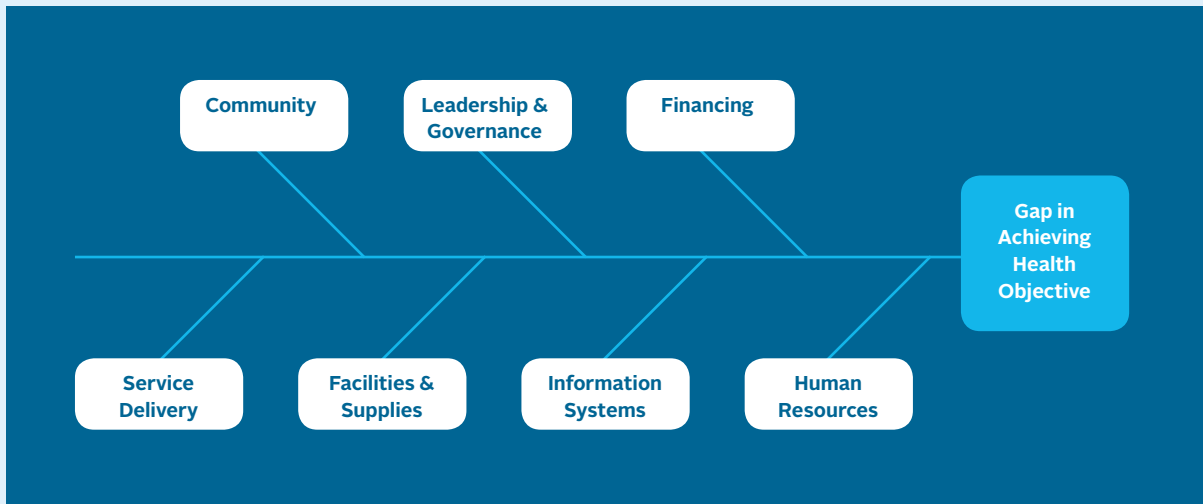 Community
Leadership &
Governance
Financing
Gap in
Achieving
Health
Objective
Service
Delivery
Facilities &
Supplies
Information
Systems
Human
Resources